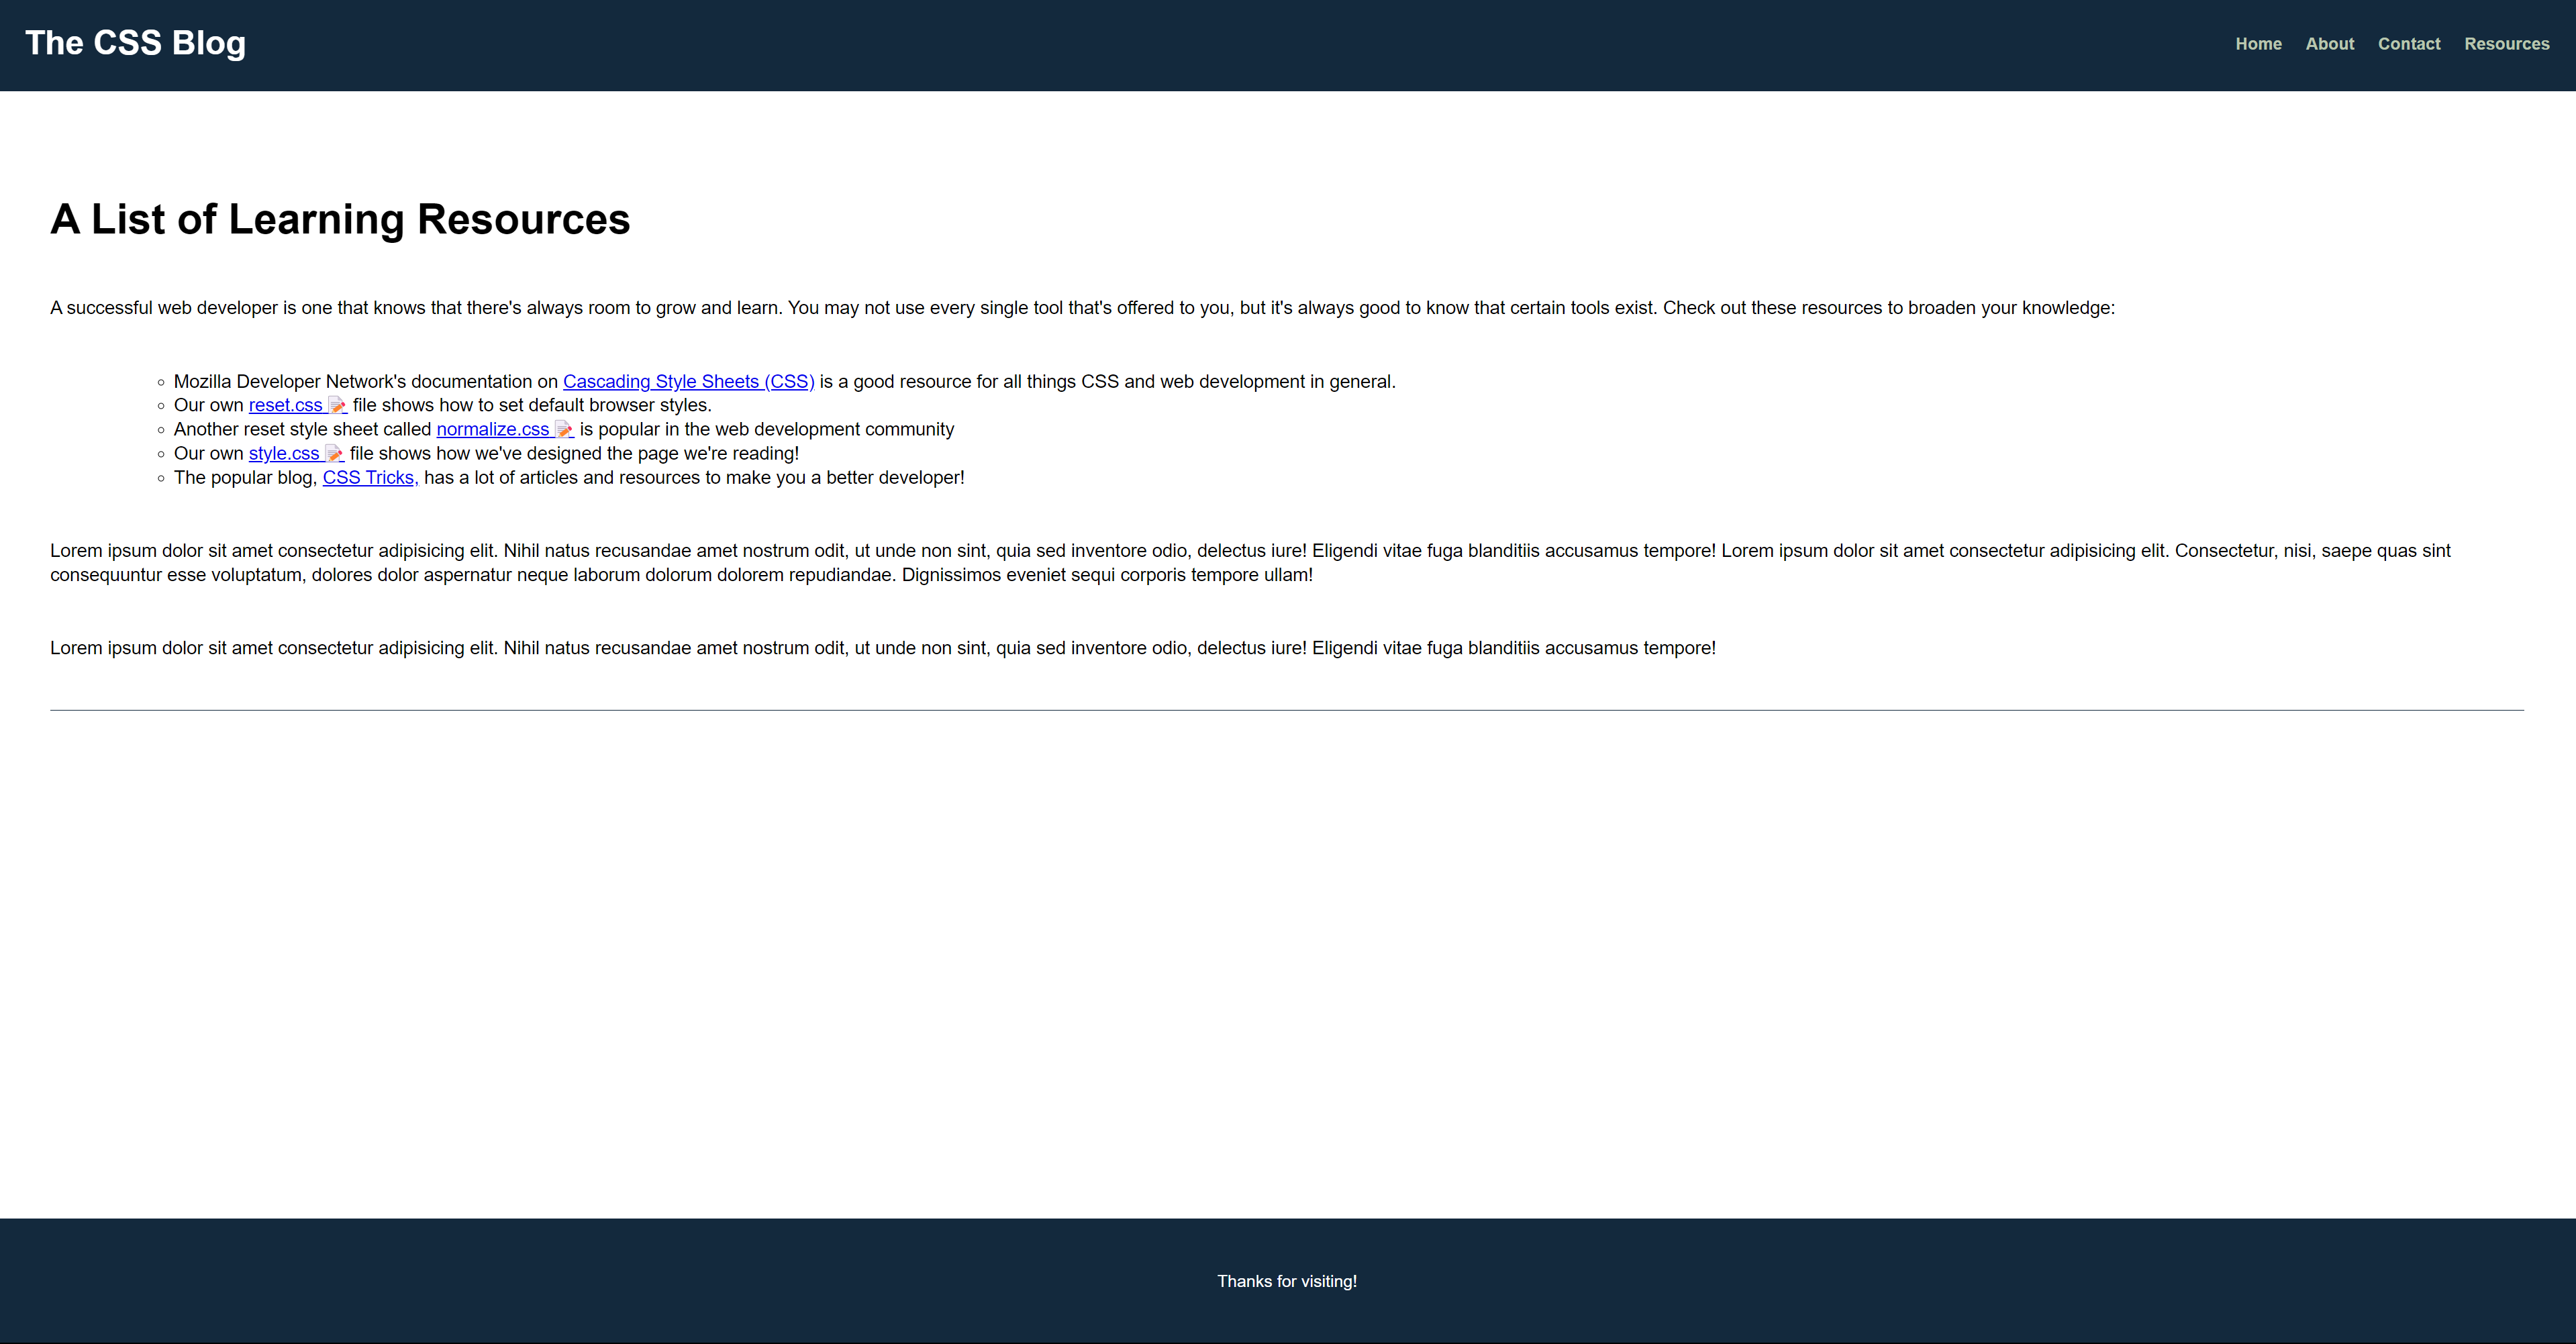 The CSS Blog
Home About Contact Resources
A List of Learning Resources
A successful web developer is one that knows that there's always room to grow and learn. You may not use every single tool that's offered to you, but it's always good to know that certain tools exist. Check out these resources to broaden your knowledge:
Mozilla Developer Network's documentation on Cascading Style Sheets (CSS) is a good resource for all things CSS and web development in general.
Our own reset.css 📝 file shows how to set default browser styles.
Another reset style sheet called normalize.css 📝 is popular in the web development community
Our own style.css 📝 file shows how we've designed the page we're reading!
The popular blog, CSS Tricks, has a lot of articles and resources to make you a better developer!
Lorem ipsum dolor sit amet consectetur adipisicing elit. Nihil natus recusandae amet nostrum odit, ut unde non sint, quia sed inventore odio, delectus iure! Eligendi vitae fuga blanditiis accusamus tempore! Lorem ipsum dolor sit amet consectetur adipisicing elit. Consectetur, nisi, saepe quas sint
consequuntur esse voluptatum, dolores dolor aspernatur neque laborum dolorum dolorem repudiandae. Dignissimos eveniet sequi corporis tempore ullam!
Lorem ipsum dolor sit amet consectetur adipisicing elit. Nihil natus recusandae amet nostrum odit, ut unde non sint, quia sed inventore odio, delectus iure! Eligendi vitae fuga blanditiis accusamus tempore!
Thanks for visiting!